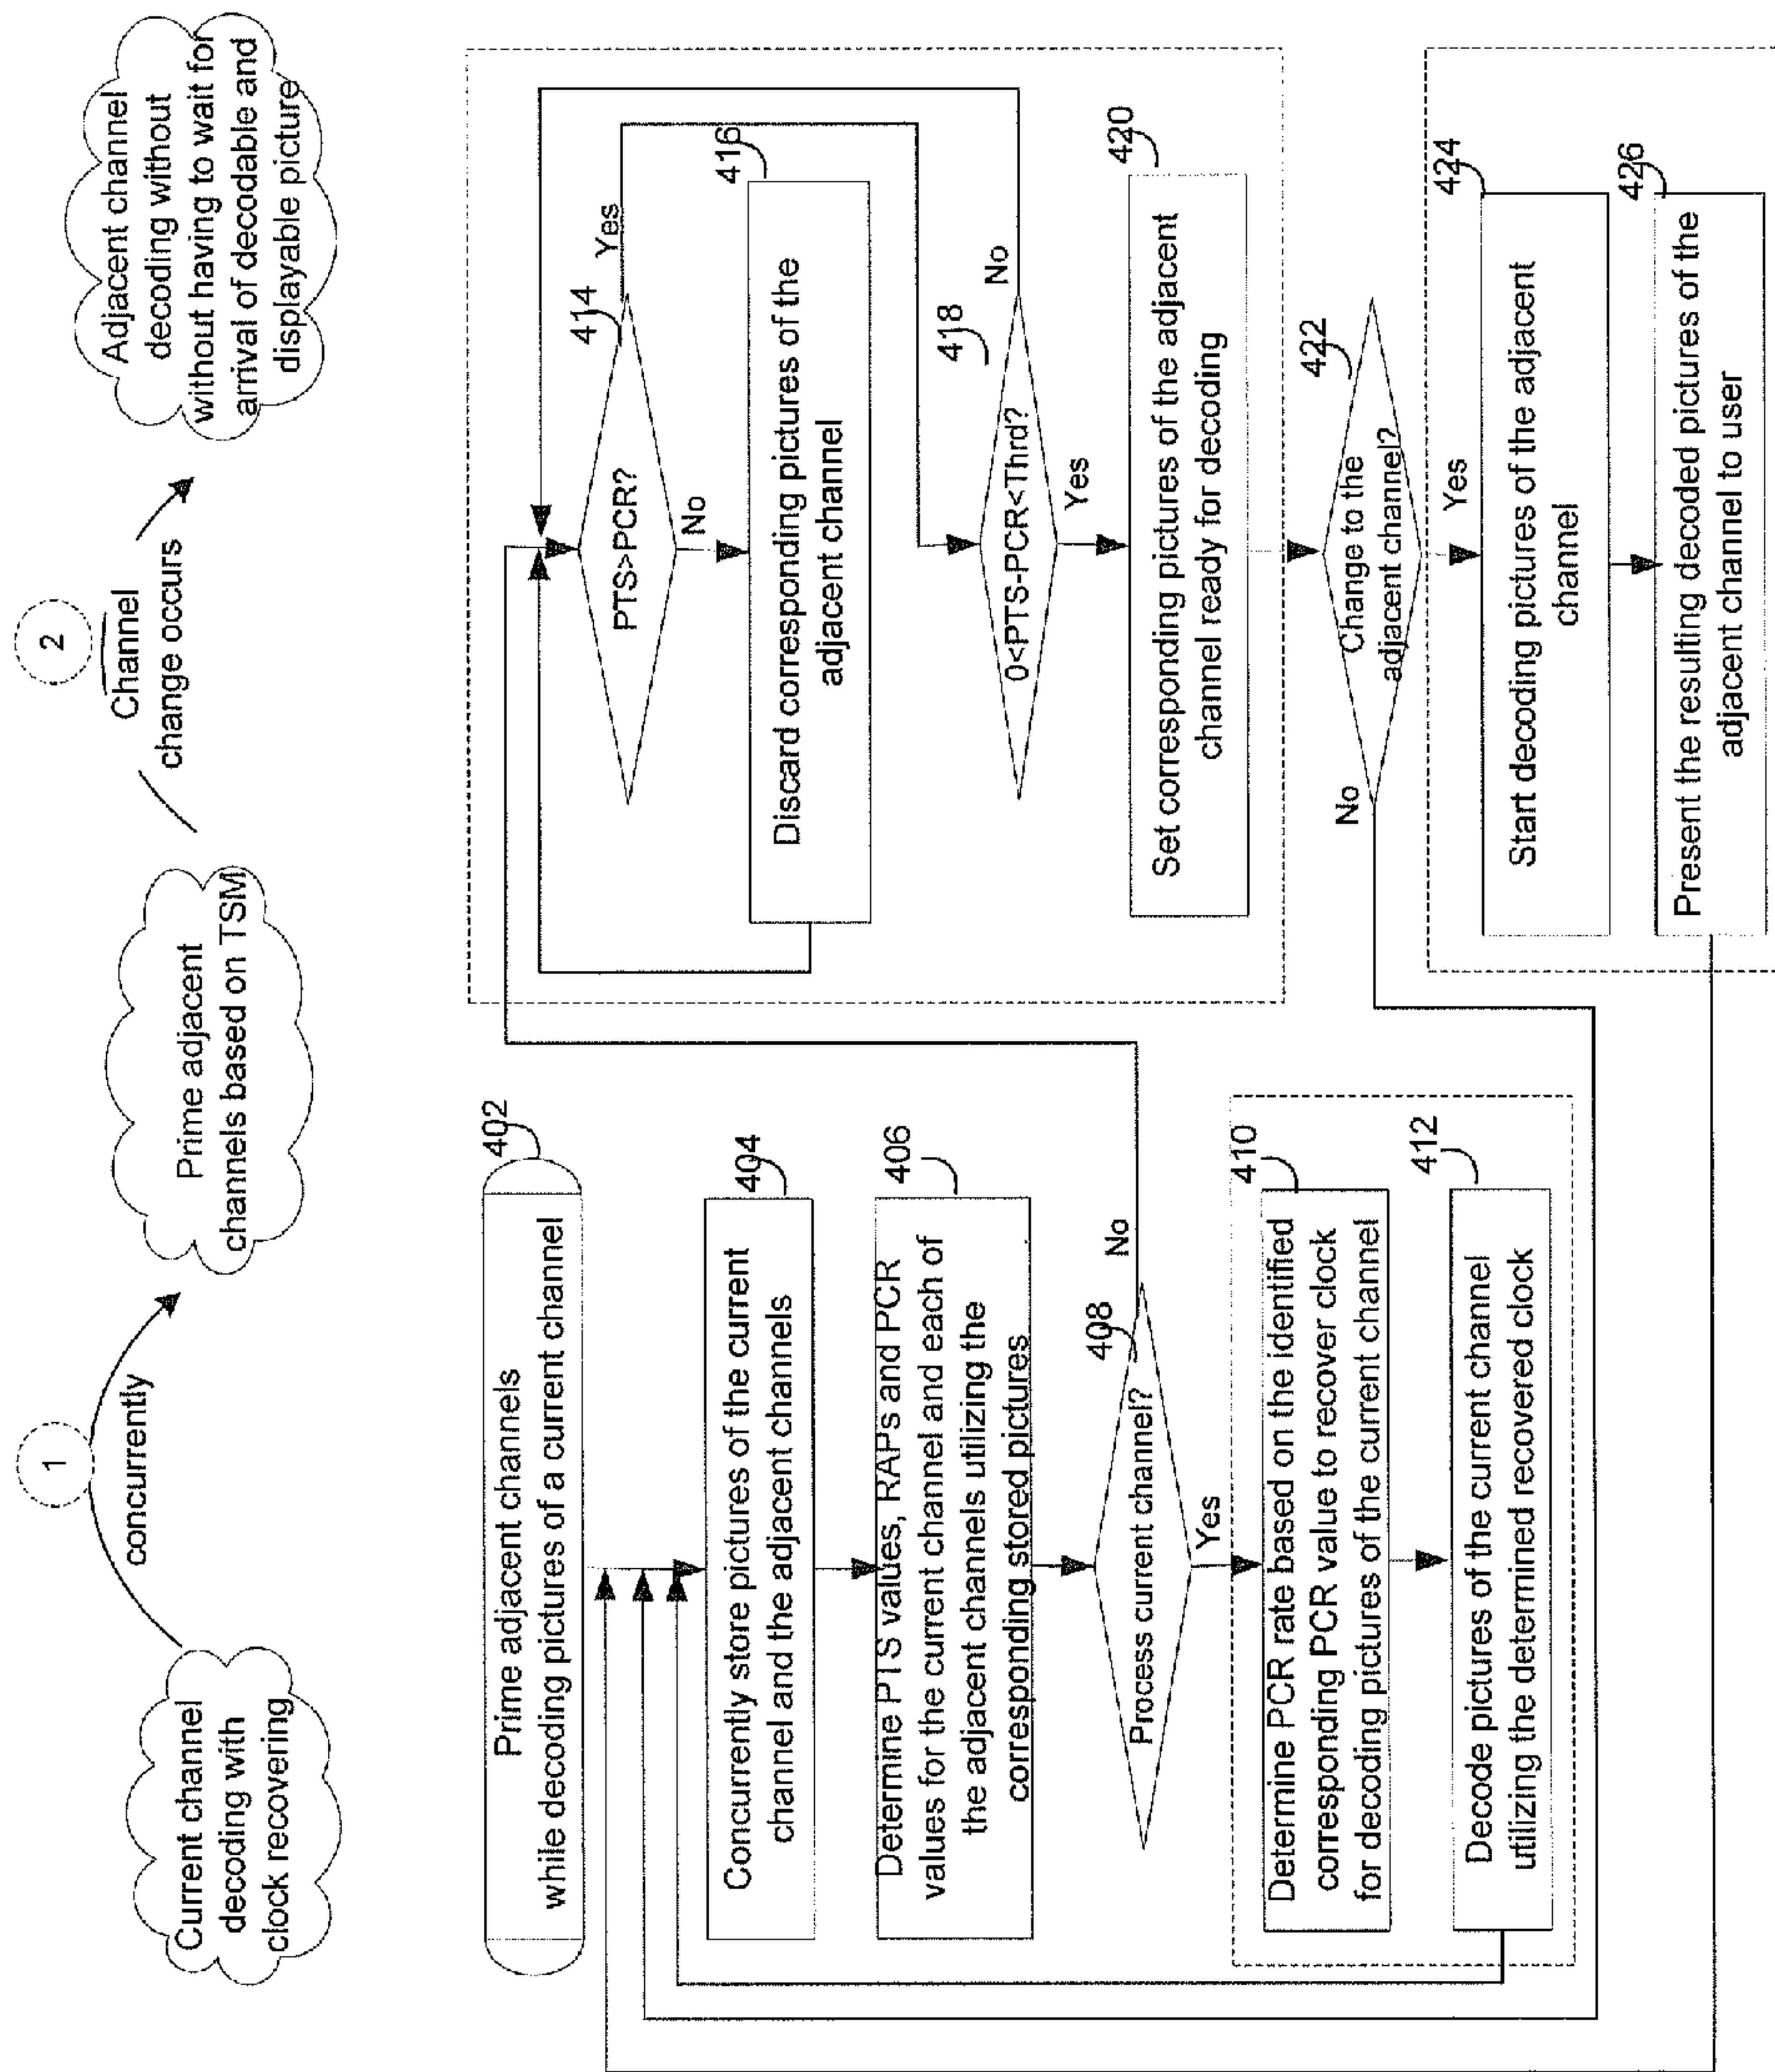 1
concurrently
2
Channel
change occurs
Current channel
decoding with
clock recovering
Prime adjacent
channels based on TSM
Adjacent channel
decoding without
without having to wait for
arrival of decodable and
displayable picture
402
Prime adjacent channels
while decoding pictures of a current channel
404
Concurrently store pictures of the current
channel and the adjacent channels
406
Determine PTS values, RAPs and PCR
values for the current channel and each of
the adjacent channels utilizing the
corresponding stored pictures
408
Process current channel?
No
Yes
410
Determine PCR rate based on the identified
corresponding PCR value to recover clock
for decoding pictures of the current channel
412
Decode pictures of the current channel
utilizing the determined recovered clock
414
PTS>PCR?
Yes
No
416
Discard corresponding pictures of the
adjacent channel
418
0<PTS-PCR<Thrd?
No
Yes
420
Set corresponding pictures of the adjacent
channel ready for decoding
422
Change to the
adjacent channel?
No
Yes
424
Start decoding pictures of the adjacent
channel
426
Present the resulting decoded pictures of the
adjacent channel to user